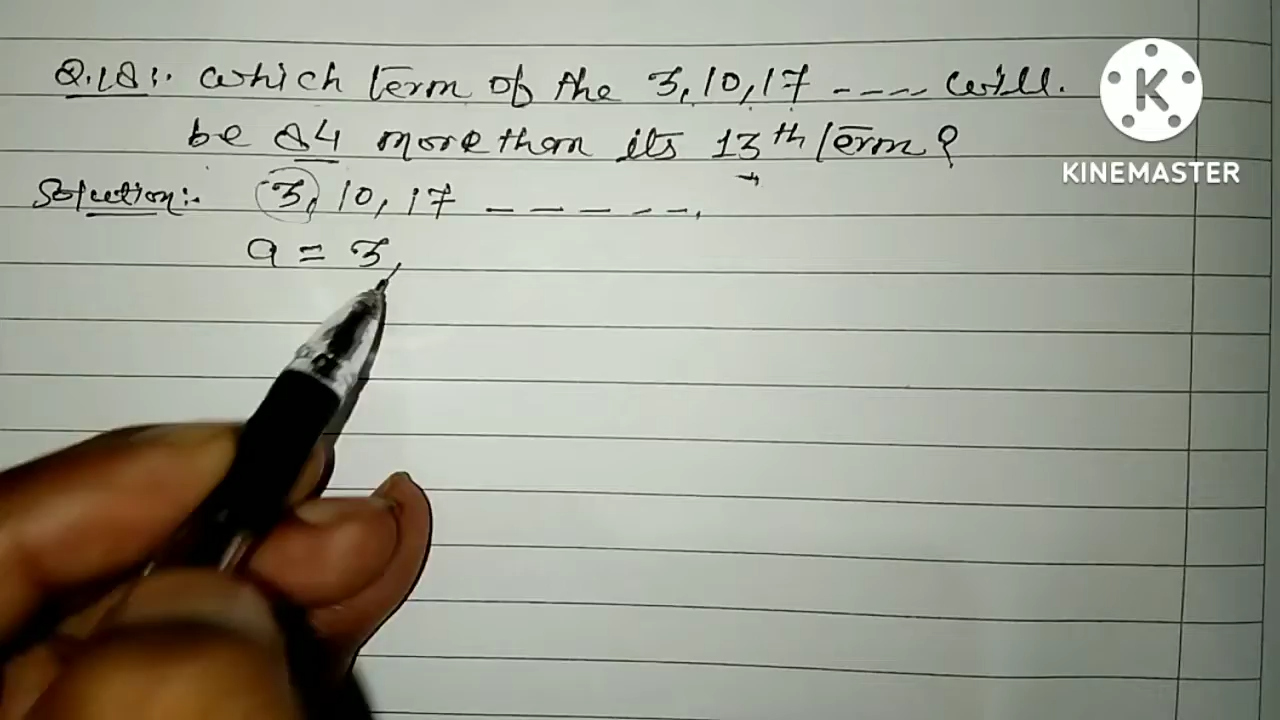 Q.18:. which term of the 3,10,17 ---- will.
be 84 more than its 13th term?
Solution:- 3, 10, 17 -----.
a = 3,
K
KINEMASTER